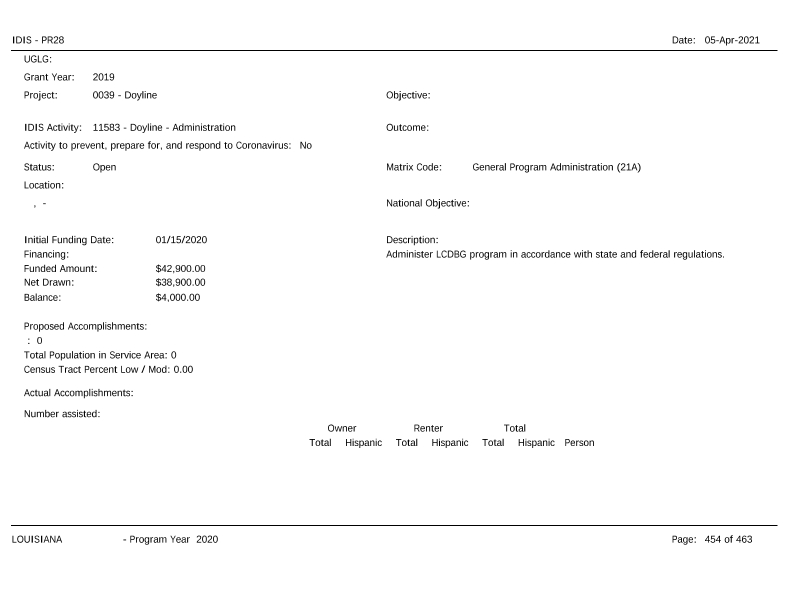 IDIS - PR28 Date: 05-Apr-2021
UGLG:
Grant Year: 2019
Project: 0039 - Doyline Objective:
IDIS Activity: 11583 - Doyline - Administration Outcome:
Activity to prevent, prepare for, and respond to Coronavirus: No
Status: Open Matrix Code: General Program Administration (21A)
Location:
, - National Objective:
Initial Funding Date: 01/15/2020 Description:
Financing: Administer LCDBG program in accordance with state and federal regulations.
Funded Amount: $42,900.00
Net Drawn: $38,900.00
Balance: $4,000.00
Proposed Accomplishments:
: 0
Total Population in Service Area: 0
Census Tract Percent Low / Mod: 0.00
Actual Accomplishments:
Number assisted:
Owner Renter Total
Total Hispanic Total Hispanic Total Hispanic Person
LOUISIANA - Program Year 2020 Page: 454 of 463